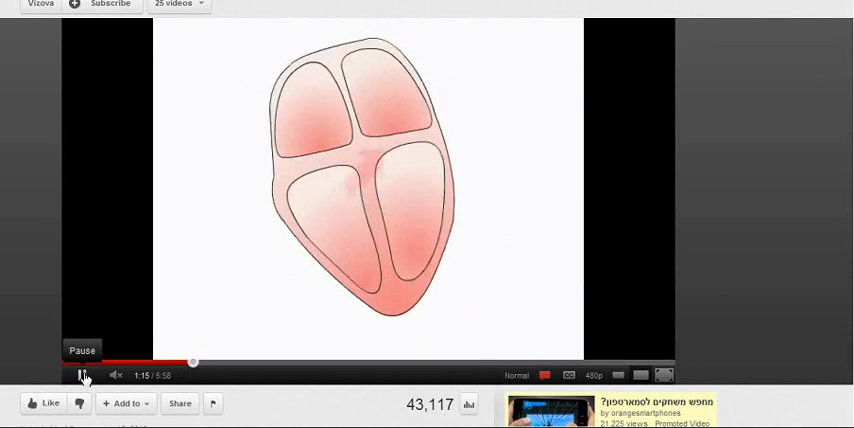 Vizova Subscribe 25 videos
Pause
1:15 / 5:58 Normal CC 480p
Like Add to Share 43,117
מחפש משחקים לסמארטפון?
by orangesmartphones
21,225 views Promoted Video